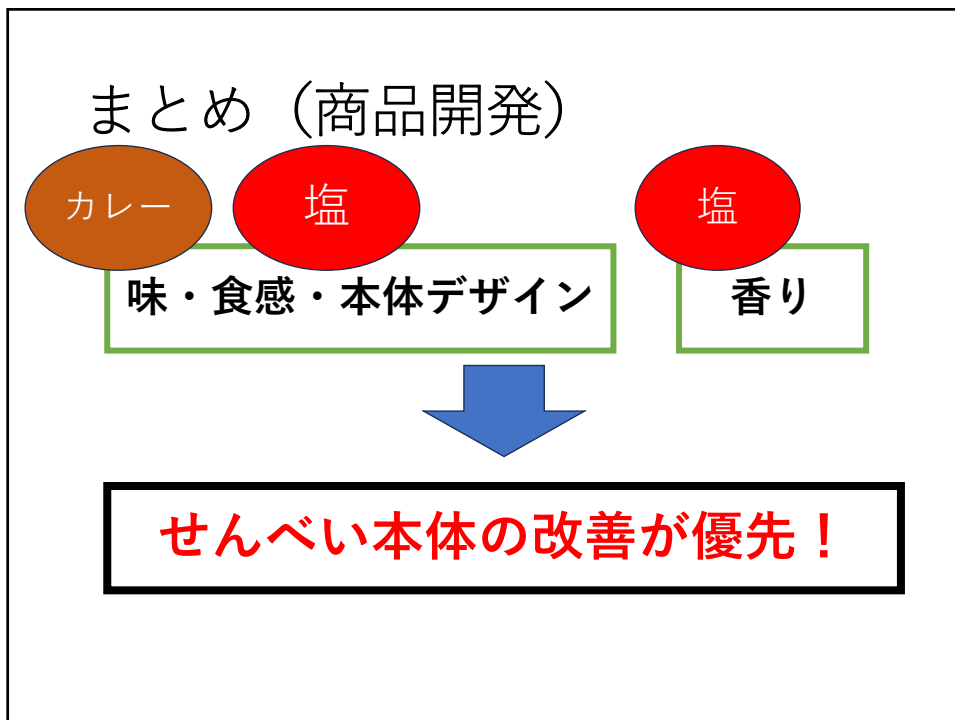 まとめ（商品開発）
カレー
塩
塩
味・食感・本体デザイン
香り
せんべい本体の改善が優先！